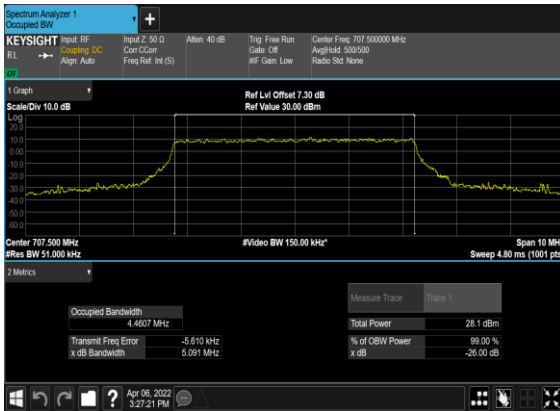 Spectrum Analyzer 1
Occupied BW
KEYSIGHT
RL
Input: RF
Coupling: DC
Align: Auto
Input Z: 50 Ω
Corr CCorr
Freq Ref: Int (S)
Atten: 40 dB
Trig: Free Run
Gate: Off
#IF Gain: Low
Center Freq: 707.500000 MHz
Avg|Hold: 500/500
Radio Std: None
1 Graph
Scale/Div 10.0 dB
Ref Lvl Offset 7.30 dB
Ref Value 30.00 dBm
Log
20.0
10.0
0.00
-10.0
-20.0
-30.0
-40.0
-50.0
-60.0
Center 707.500 MHz
#Res BW 51.000 kHz
#Video BW 150.00 kHz*
Span 10 MH
Sweep 4.80 ms (1001 pts
2 Metrics
Measure Trace
Trace 1
Occupied Bandwidth
4.4607 MHz
Total Power
28.1 dBm
Transmit Freq Error
-5.610 kHz
% of OBW Power
99.00 %
x dB Bandwidth
5.091 MHz
x dB
-26.00 dB
Apr 06, 2022
3:27:21 PM